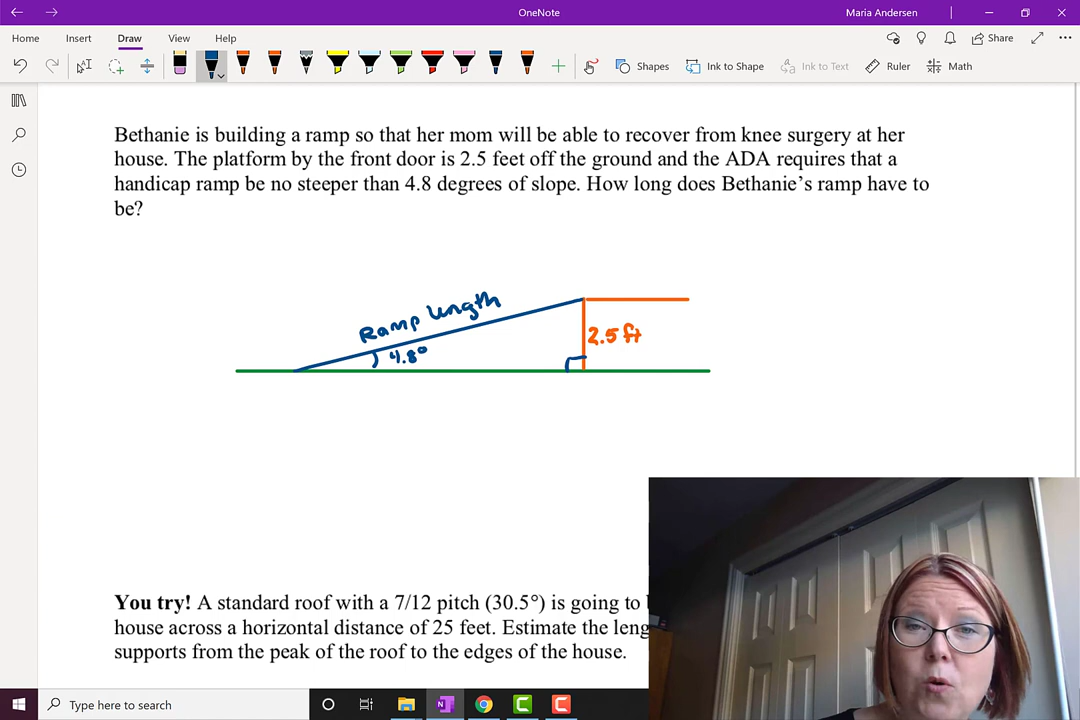 OneNote
Maria Andersen
Home
Insert
Draw
View
Help
Share
Shapes
Ink to Shape
Ink to Text
Ruler
Math
Bethanie is building a ramp so that her mom will be able to recover from knee surgery at her
house. The platform by the front door is 2.5 feet off the ground and the ADA requires that a
handicap ramp be no steeper than 4.8 degrees of slope. How long does Bethanie’s ramp have to
be?
Ramp length
2.5 ft
4.8°
You try! A standard roof with a 7/12 pitch (30.5°) is going to
house across a horizontal distance of 25 feet. Estimate the leng
supports from the peak of the roof to the edges of the house.
Type here to search